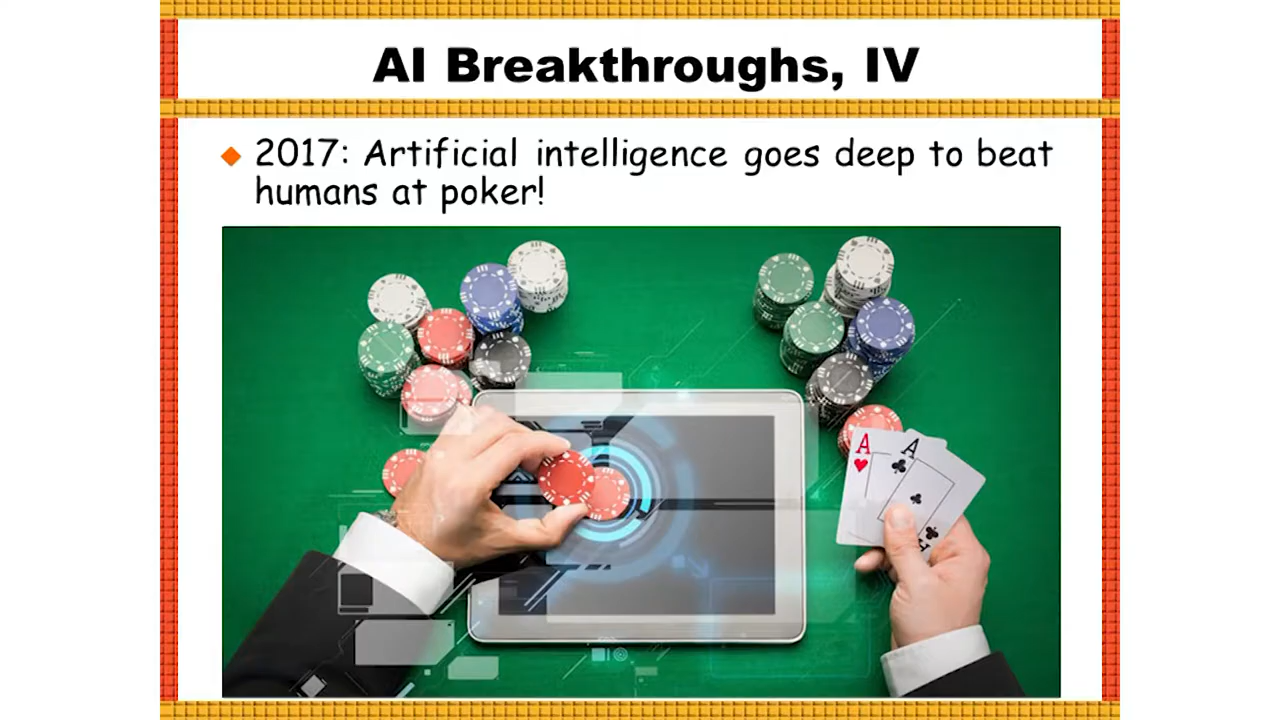 AI Breakthroughs, IV
2017: Artificial intelligence goes deep to beat
humans at poker!
A
A